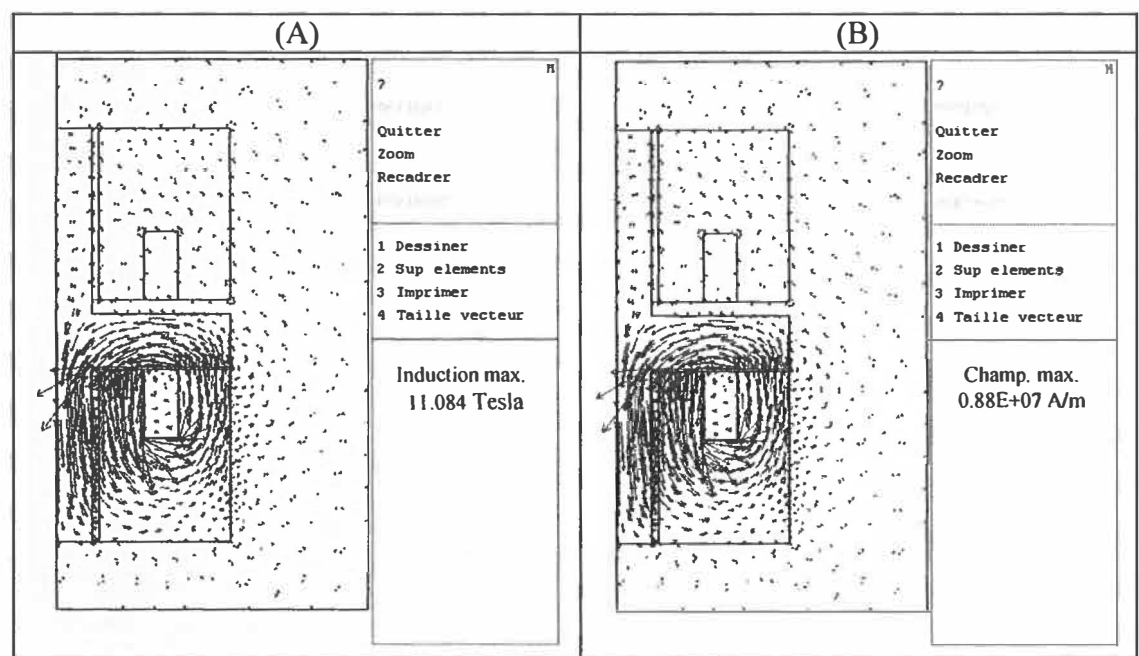 (A)
(B)
M
?
Quitter
Zoom
Recadrer
1 Dessiner
2 Sup elements
3 Imprimer
4 Taille vecteur
Induction max.
11.084 Tesla
M
?
Quitter
Zoom
Recadrer
1 Dessiner
2 Sup elements
3 Imprimer
4 Taille vecteur
Champ. max.
0.88E+07 A/m